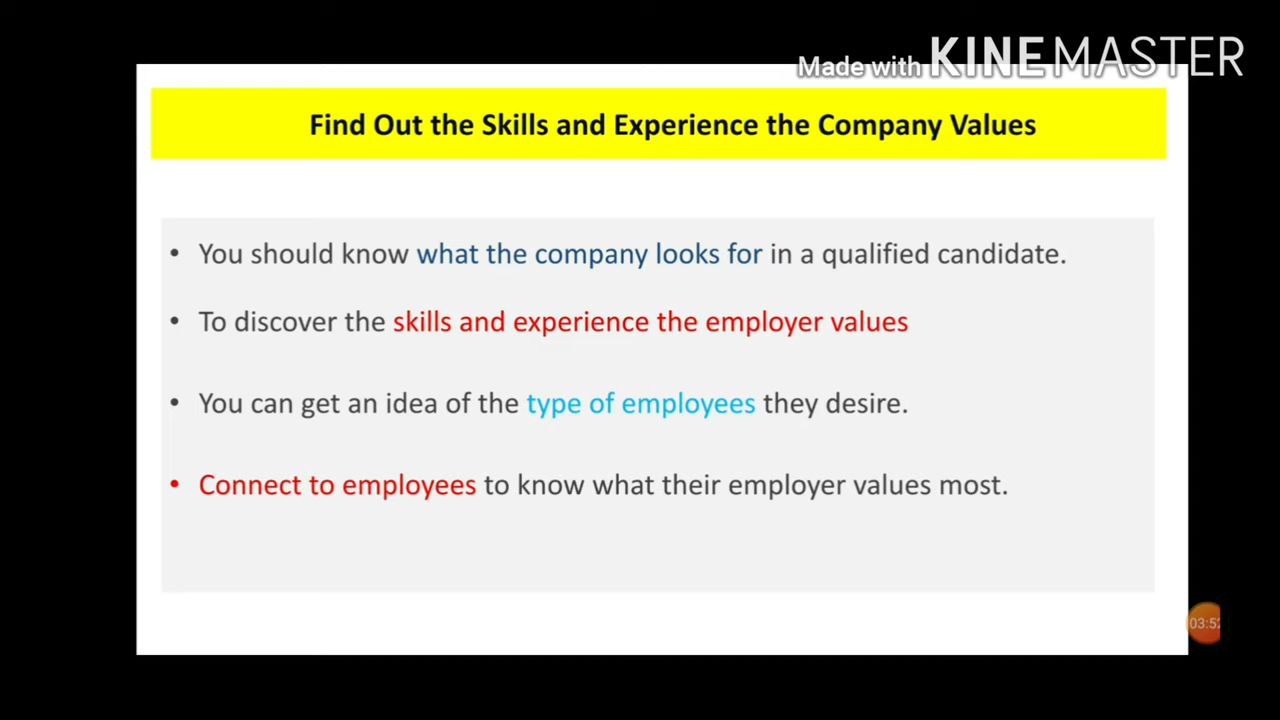 Made with KINEMASTER
Find Out the Skills and Experience the Company Values
• You should know what the company looks for in a qualified candidate.
• To discover the skills and experience the employer values
• You can get an idea of the type of employees they desire.
• Connect to employees to know what their employer values most.
03:52